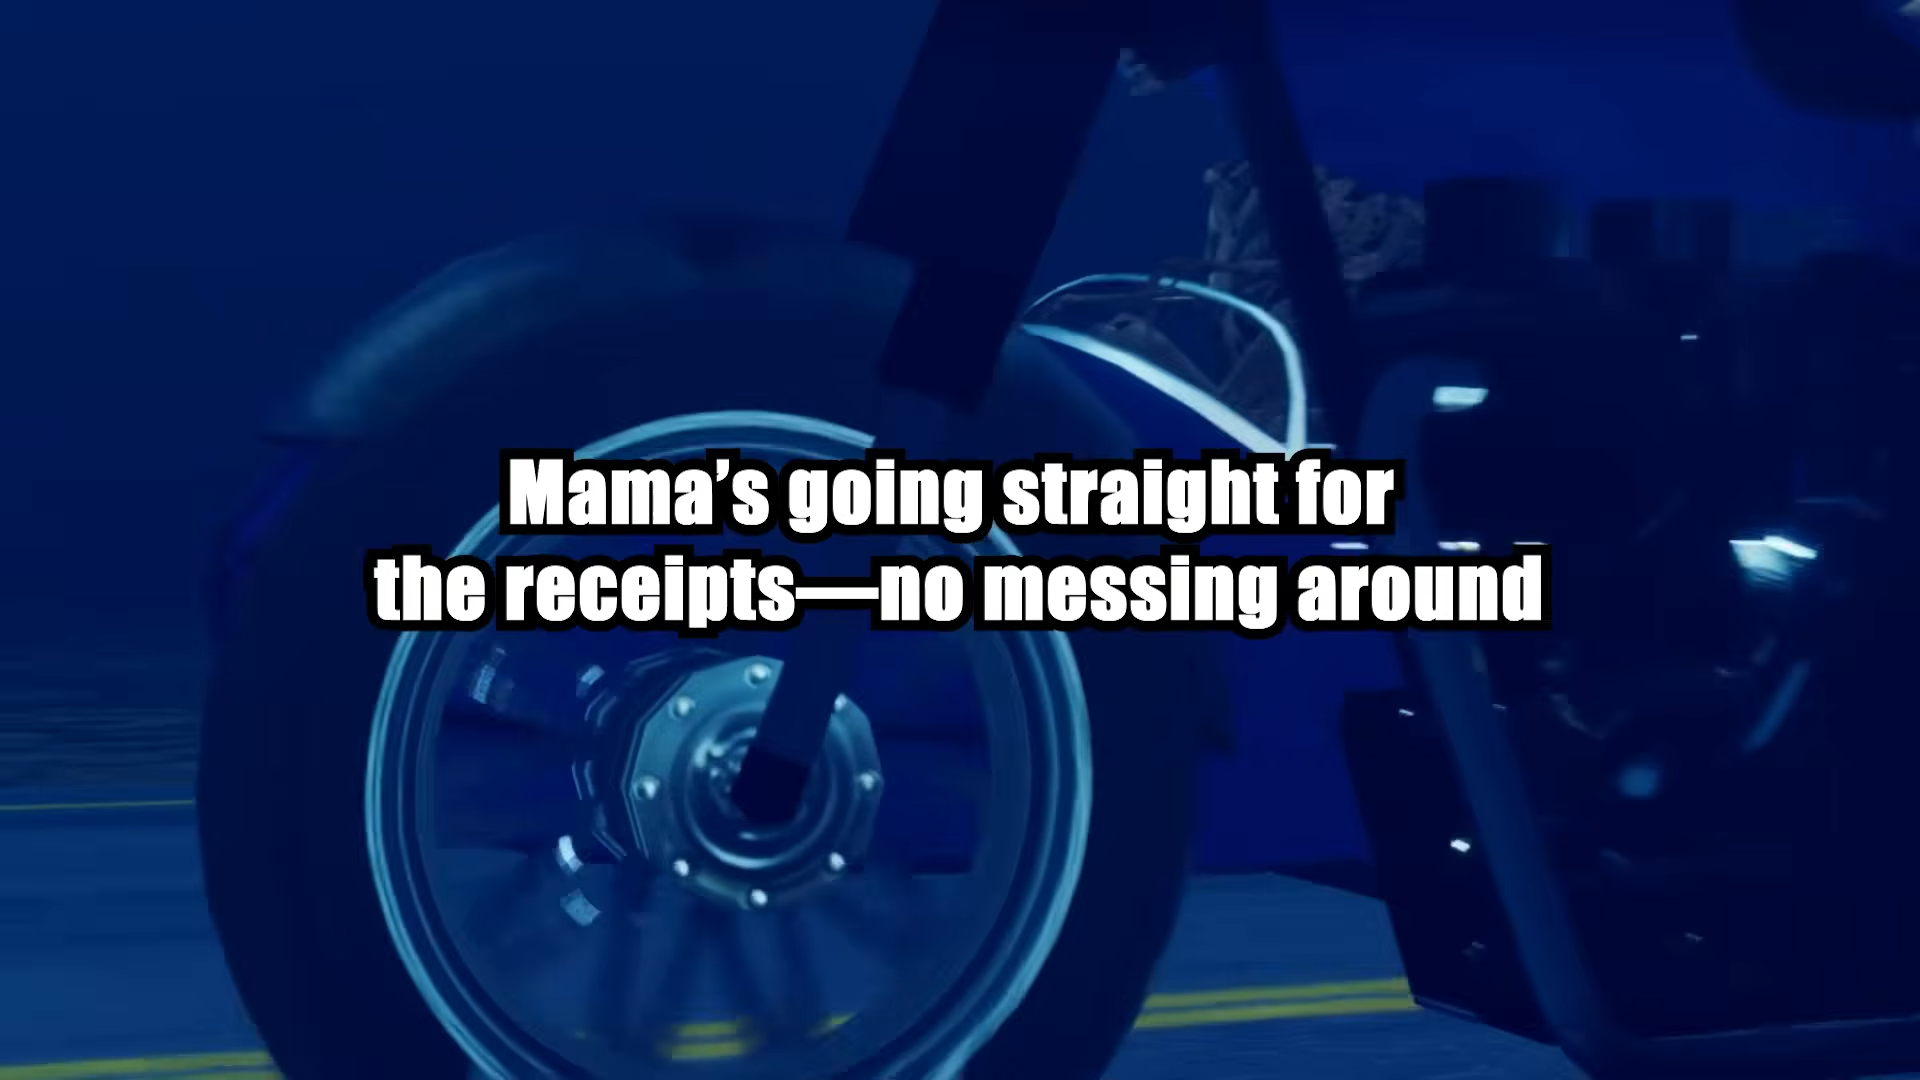 Mama’s going straight for
the receipts—no messing around